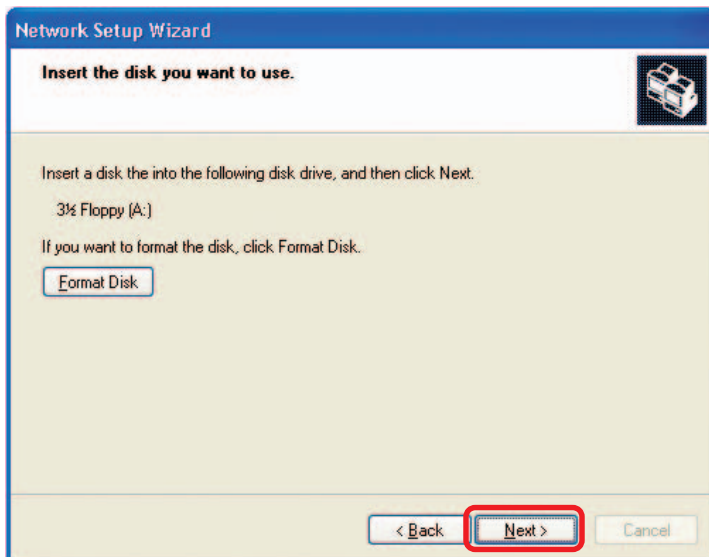 Network Setup Wizard
Insert the disk you want to use.
Insert a disk the into the following disk drive, and then click Next.
3½ Floppy (A:)
If you want to format the disk, click Format Disk.
Format Disk
< Back Next > Cancel